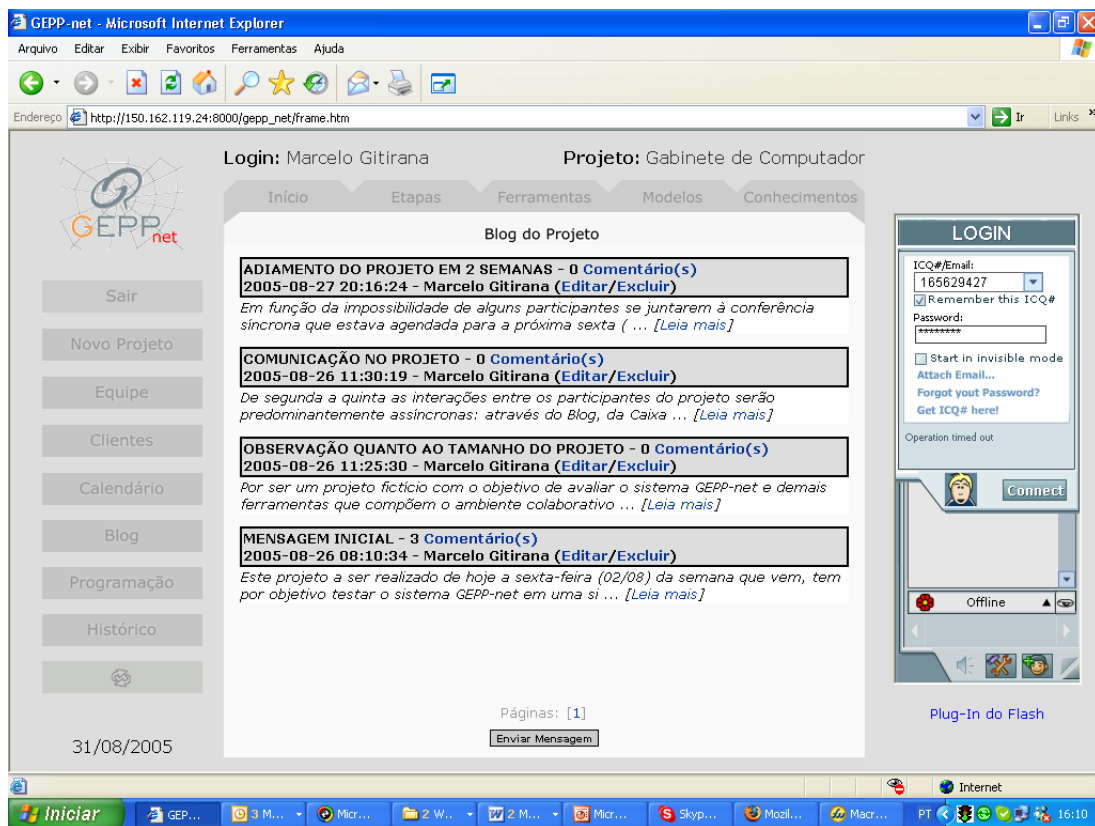 GEPP-net - Microsoft Internet Explorer
Arquivo Editar Exibir Favoritos Ferramentas Ajuda
Endereço http://150.162.119.24:8000/gepp_net/frame.htm Ir Links
GEPPnet
Login: Marcelo Gitirana Projeto: Gabinete de Computador
Início Etapas Ferramentas Modelos Conhecimentos
Sair
Novo Projeto
Equipe
Clientes
Calendário
Blog
Programação
Histórico
31/08/2005
Blog do Projeto
ADIAMENTO DO PROJETO EM 2 SEMANAS - 0 Comentário(s)
2005-08-27 20:16:24 - Marcelo Gitirana (Editar/Excluir)
Em função da impossibilidade de alguns participantes se juntarem à conferência
síncrona que estava agendada para a próxima sexta ( ... [Leia mais]
COMUNICAÇÃO NO PROJETO - 0 Comentário(s)
2005-08-26 11:30:19 - Marcelo Gitirana (Editar/Excluir)
De segunda a quinta as interações entre os participantes do projeto serão
predominantemente assíncronas: através do Blog, da Caixa ... [Leia mais]
OBSERVAÇÃO QUANTO AO TAMANHO DO PROJETO - 0 Comentário(s)
2005-08-26 11:25:30 - Marcelo Gitirana (Editar/Excluir)
Por ser um projeto fictício com o objetivo de avaliar o sistema GEPP-net e demais
ferramentas que compõem o ambiente colaborativo ... [Leia mais]
MENSAGEM INICIAL - 3 Comentário(s)
2005-08-26 08:10:34 - Marcelo Gitirana (Editar/Excluir)
Este projeto a ser realizado de hoje a sexta-feira (02/08) da semana que vem, tem
por objetivo testar o sistema GEPP-net em uma si ... [Leia mais]
Páginas: [1]
Enviar Mensagem
LOGIN
ICQ#/Email:
165629427
Remember this ICQ#
Password:
********
Start in invisible mode
Attach Email...
Forgot yout Password?
Get ICQ# here!
Operation timed out
Connect
Offline
Plug-In do Flash
Internet
Iniciar GEP... 3 M... Micr... 2 W... 2 M... Micr... Skyp... Mozil... Macr... PT 16:10